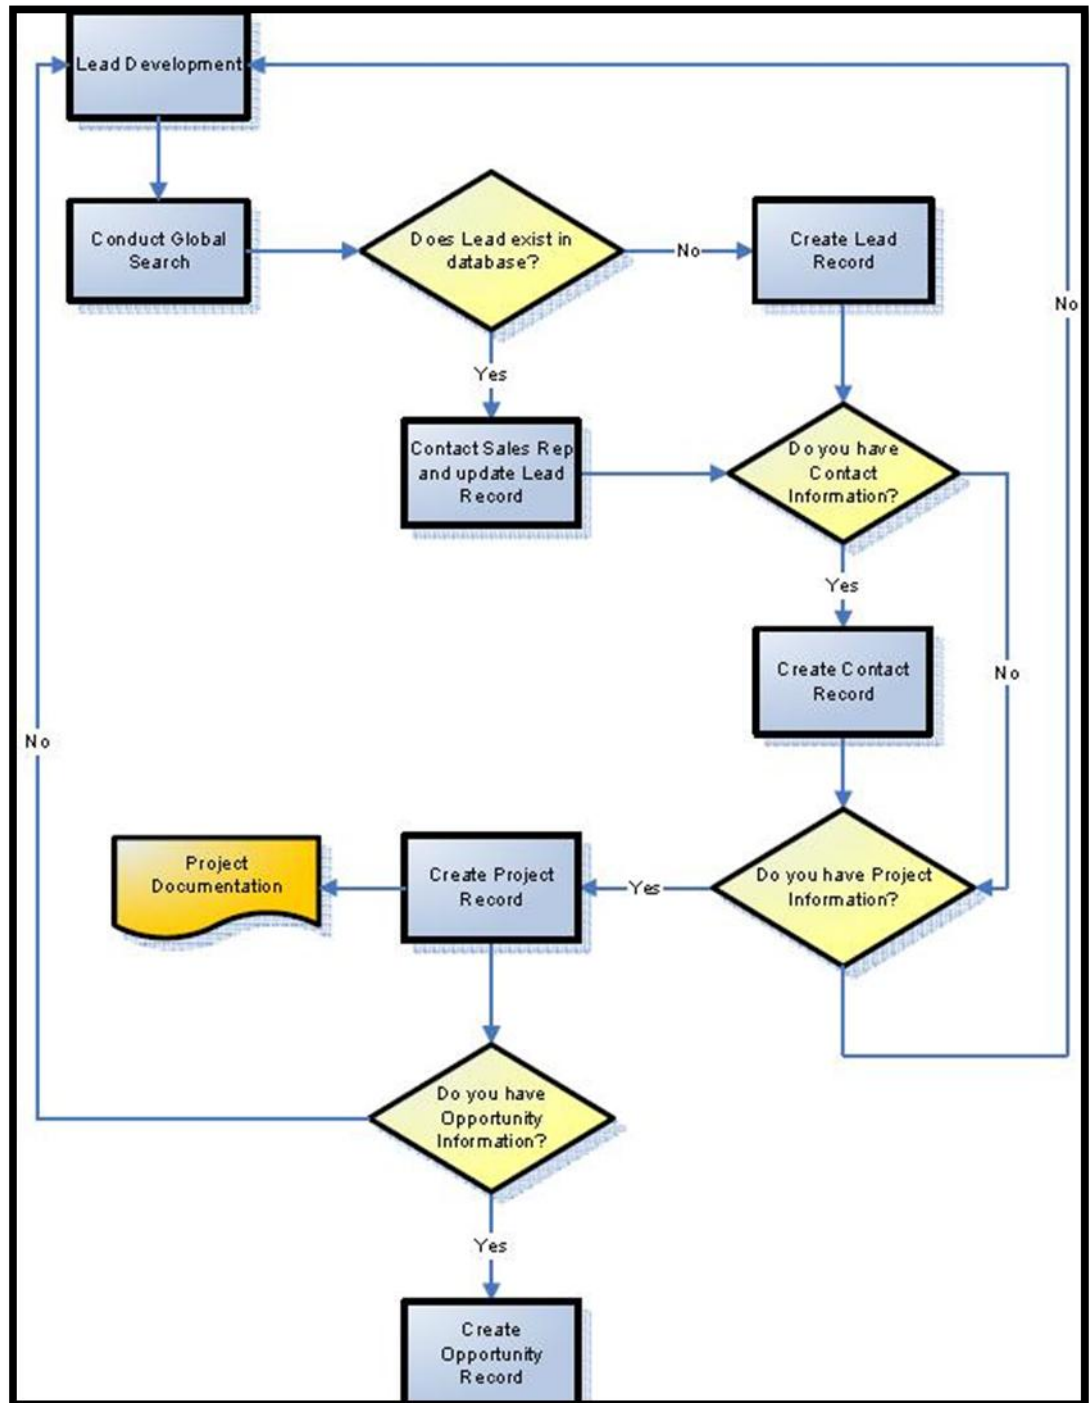 Lead Development
Conduct Global
Search
Does Lead exist in
database?
No
Create Lead
Record
No
Yes
Contact Sales Rep
and update Lead
Record
Do you have
Contact
Information?
Yes
Create Contact
Record
No
No
Project
Documentation
Create Project
Record
Yes
Do you have Project
Information?
Do you have
Opportunity
Information?
Yes
Create
Opportunity
Record